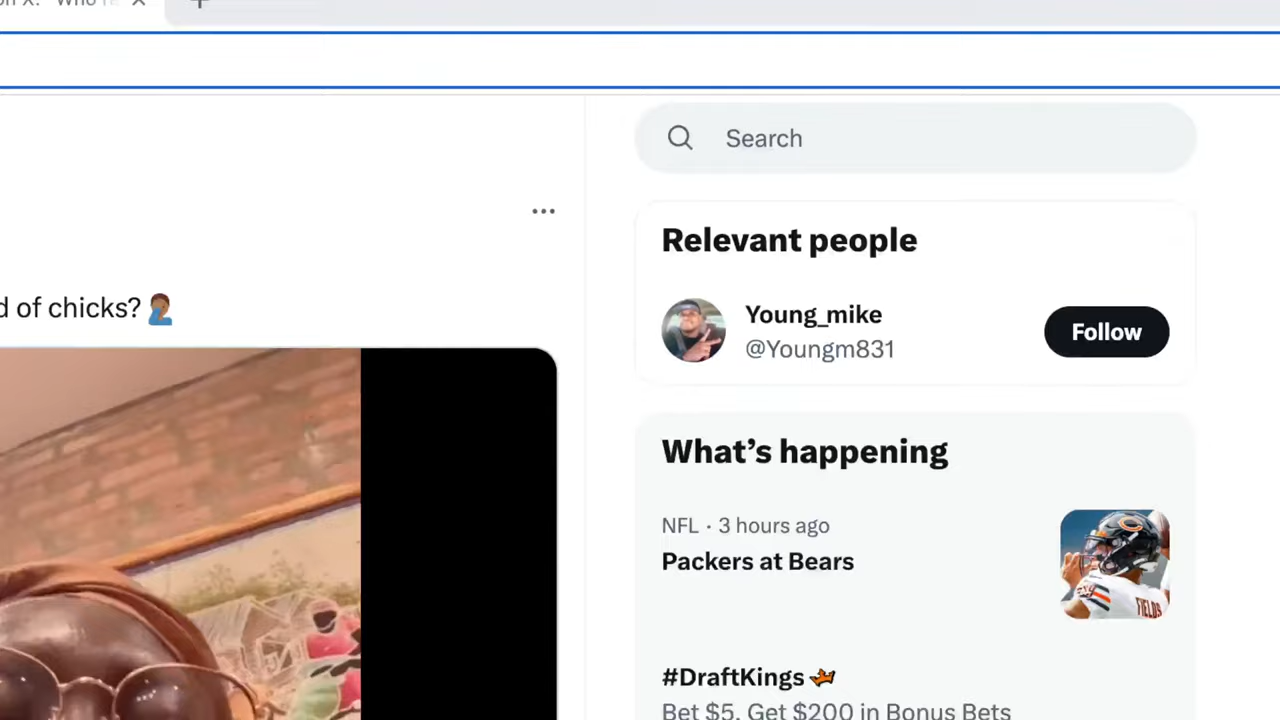 Search
Relevant people
d of chicks?
Young_mike
@Youngm831
Follow
What's happening
NFL · 3 hours ago
Packers at Bears
FIELDS
#DraftKings
Bet $5, Get $200 in Bonus Bets